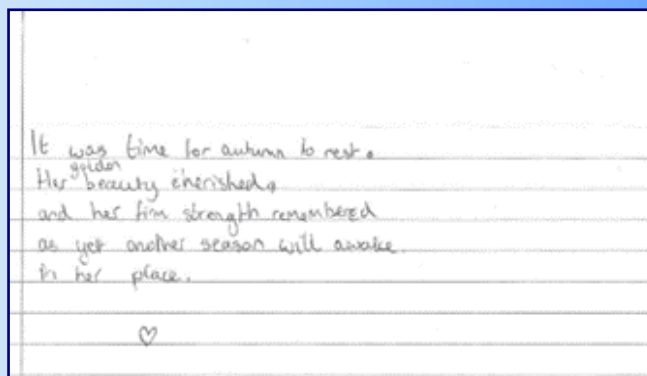 It was time for autumn to rest.
Her golden beauty cherished,
and her firm strength remembered
as yet another season will awake
in her place.